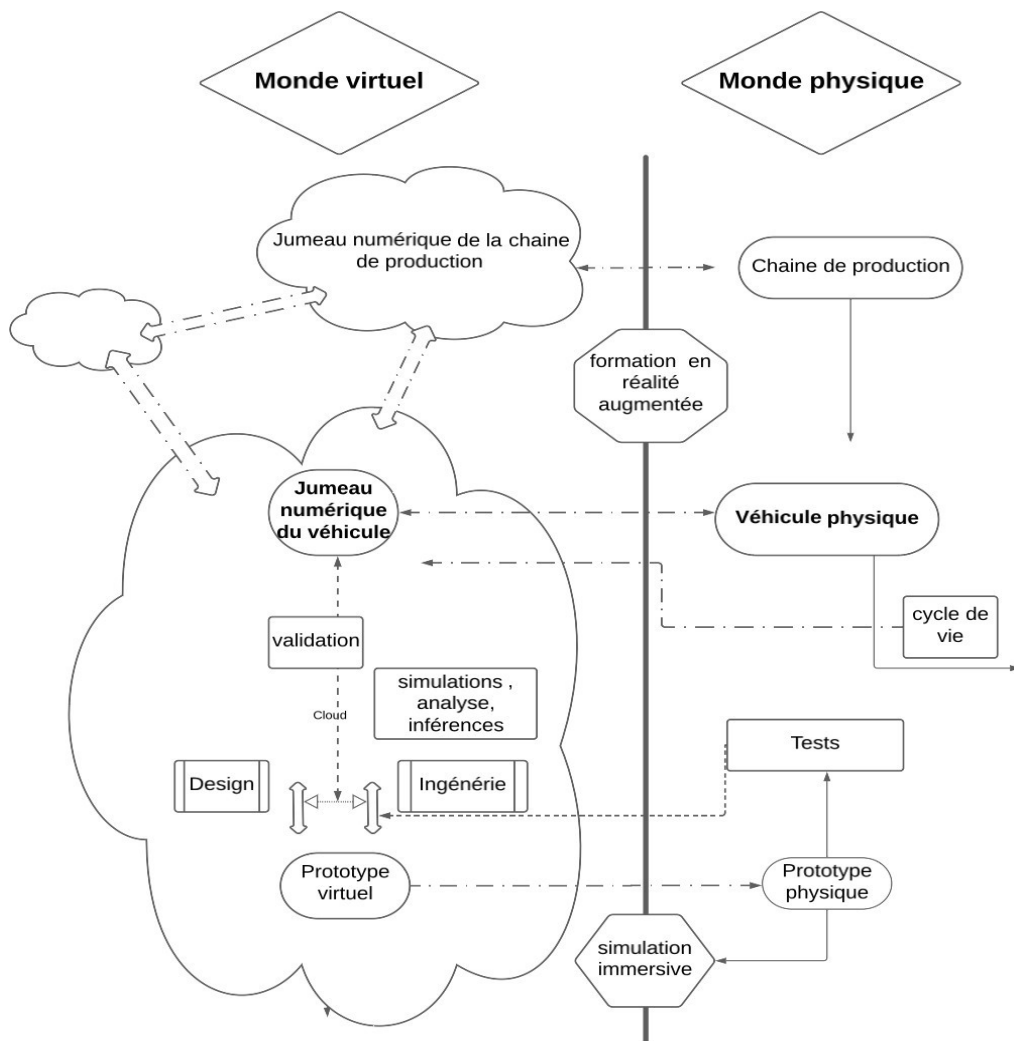 Monde virtuel
Monde physique
Jumeau numérique de la chaine
de production
Chaine de production
formation en
réalité
augmentée
Jumeau
numérique
du véhicule
Véhicule physique
cycle de
vie
validation
simulations ,
analyse,
inférences
Cloud
Tests
Design
Ingénérie
Prototype
virtuel
Prototype
physique
simulation
immersive